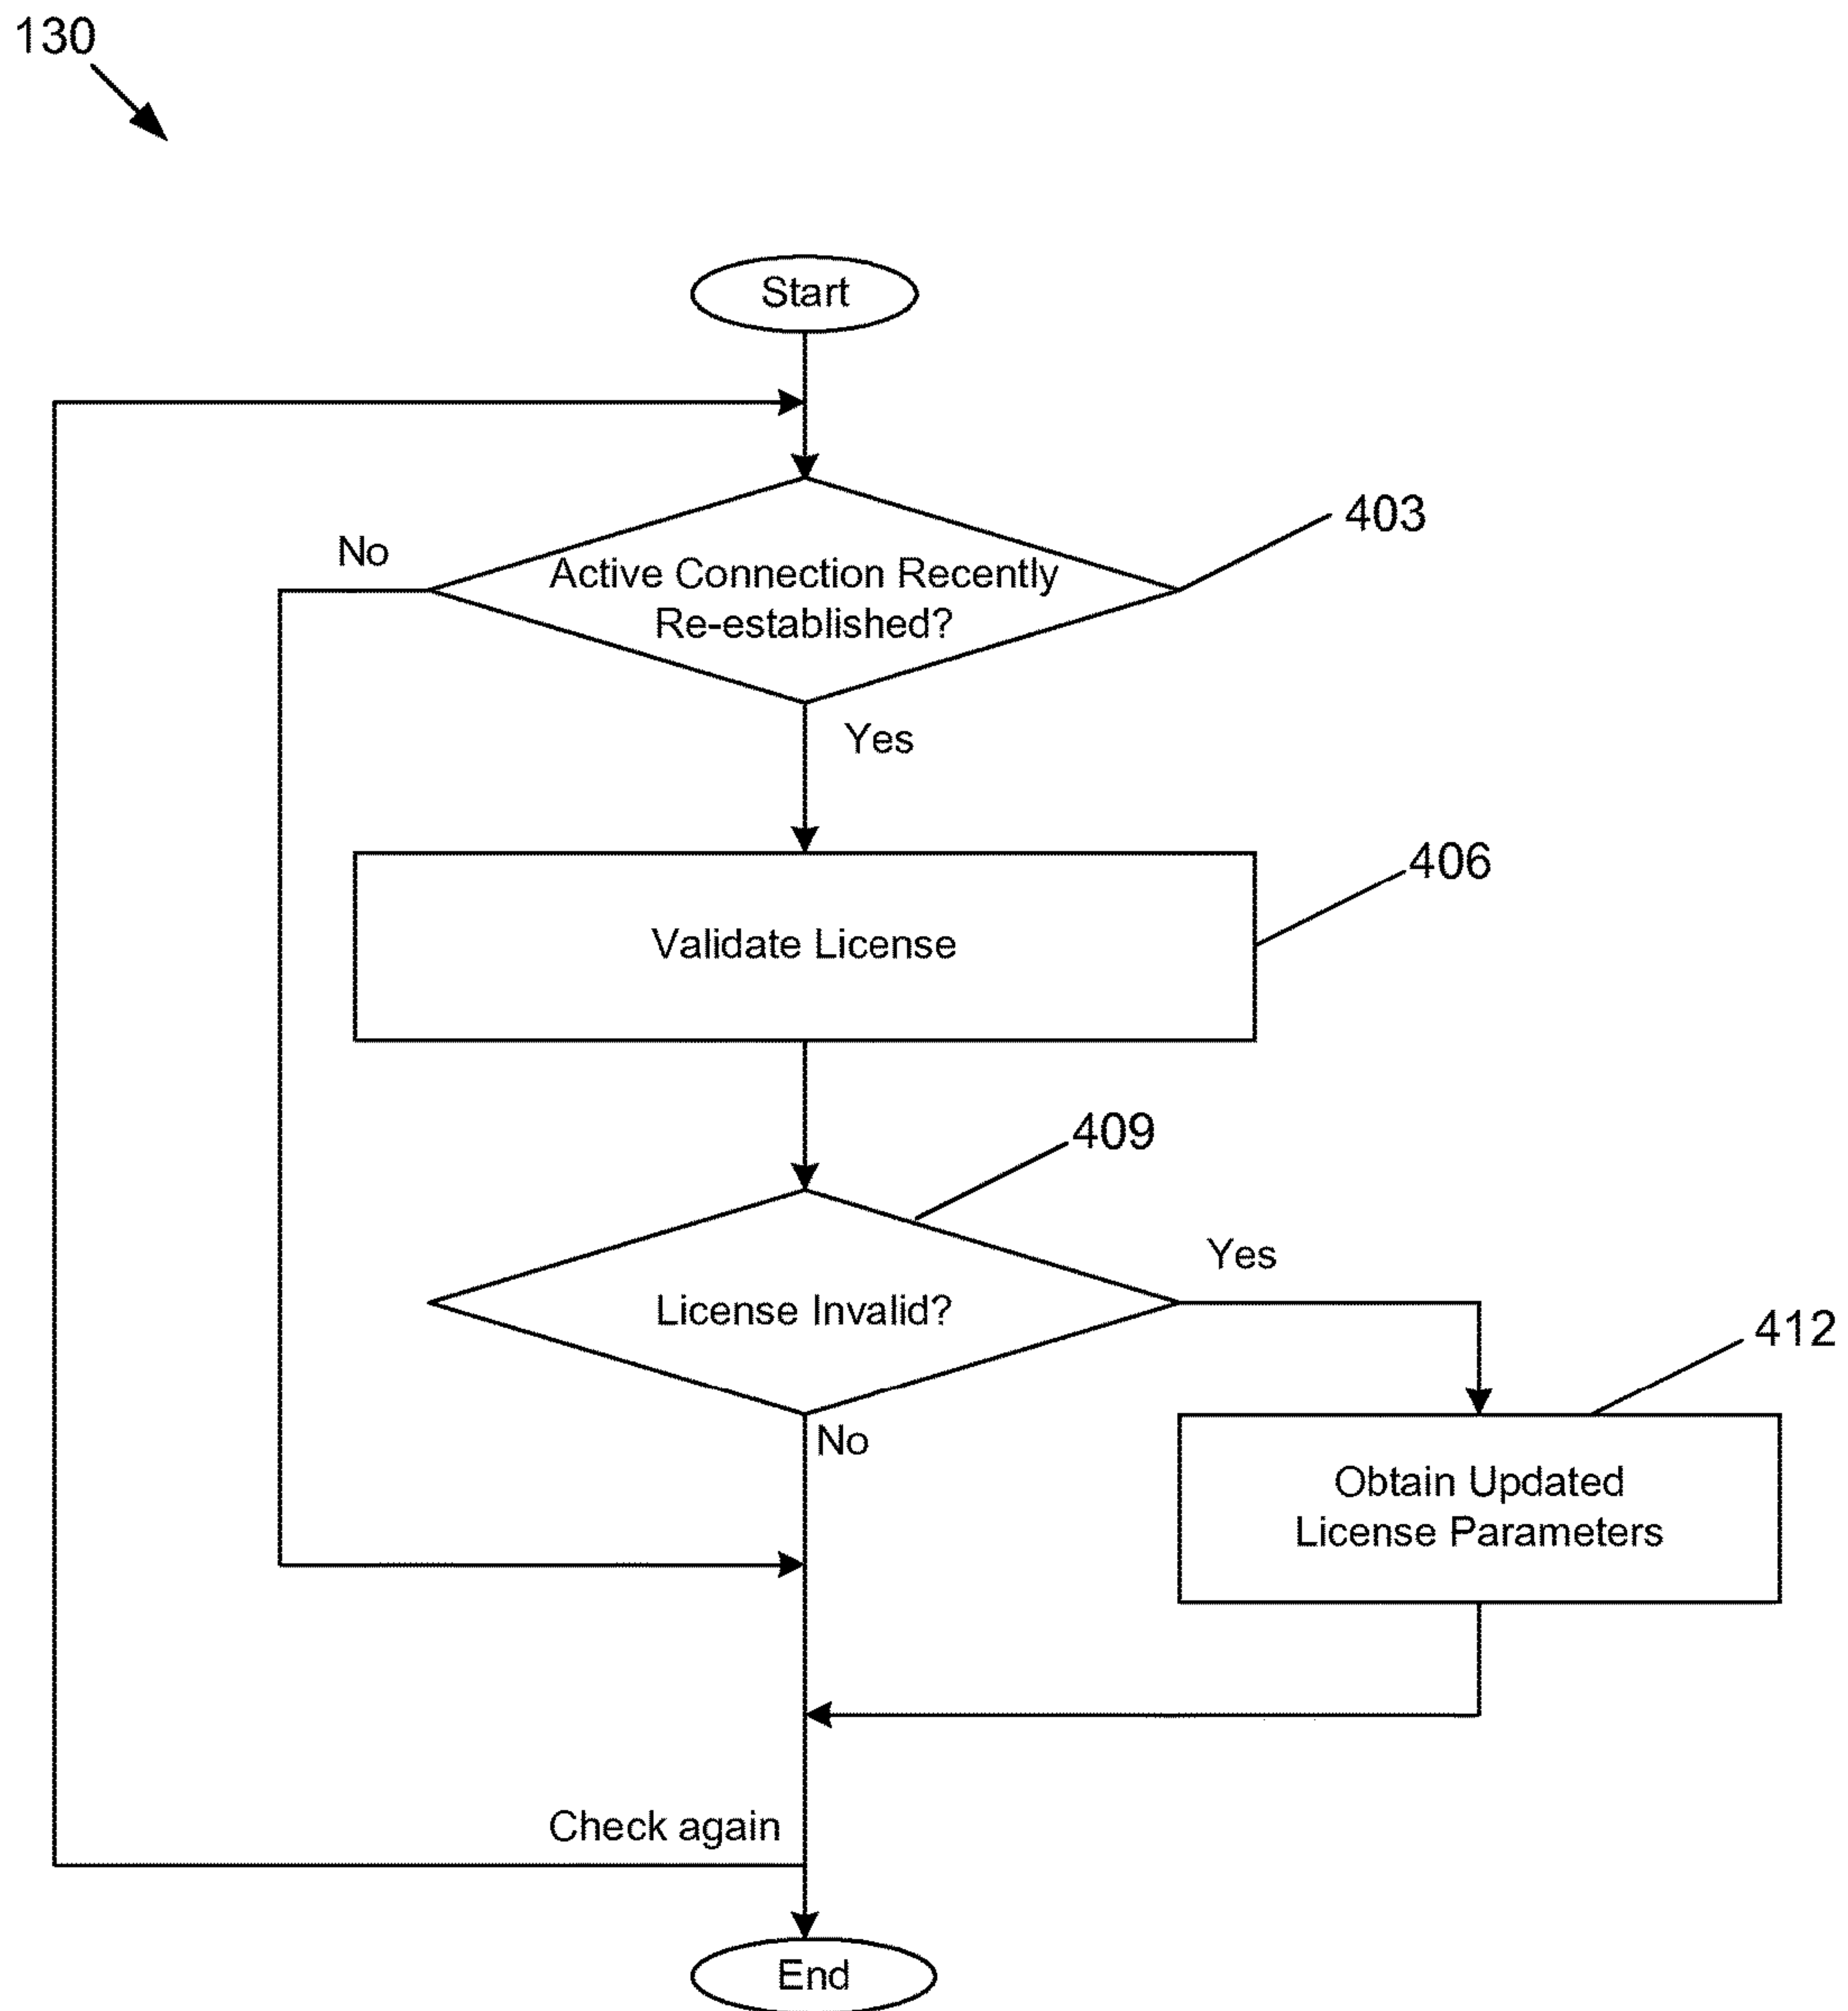 130
Start
403
No
Active Connection Recently
Re-established?
Yes
406
Validate License
409
Yes
License Invalid?
412
No
Obtain Updated
License Parameters
Check again
End